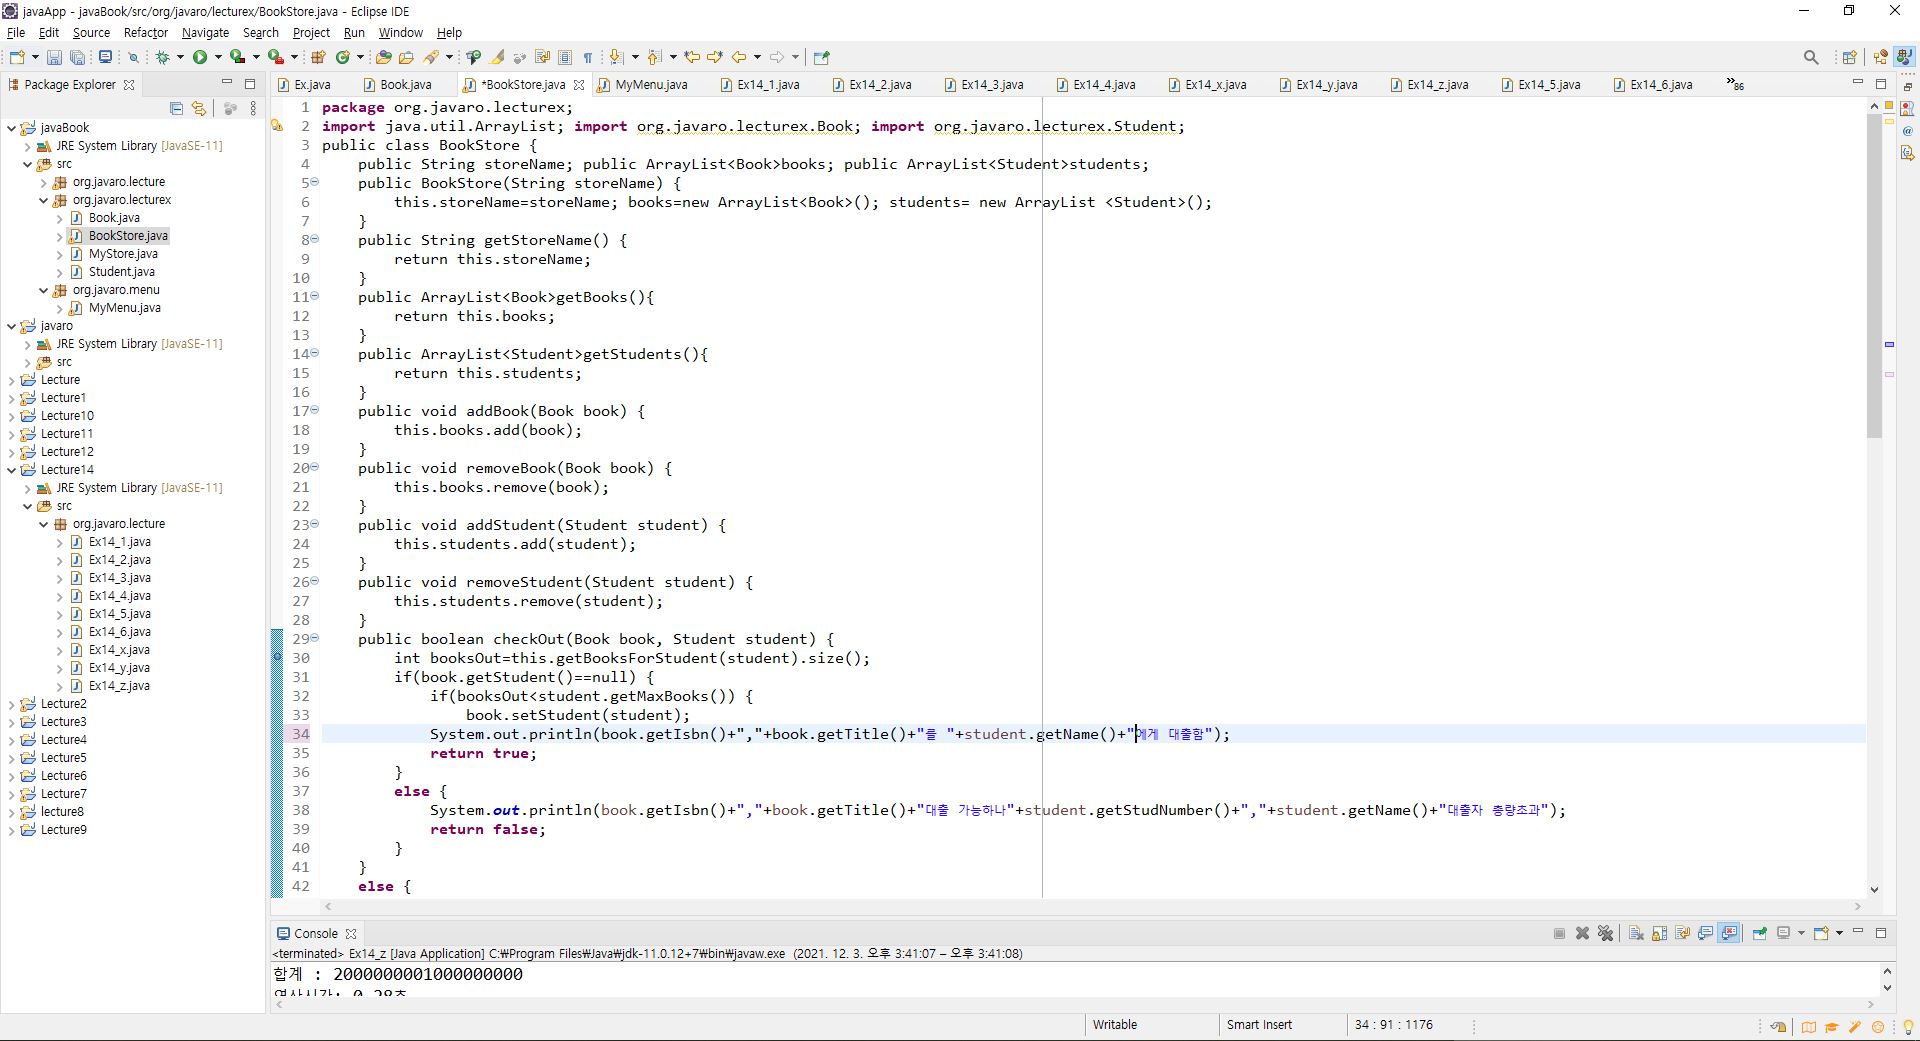 javaApp - javaBook/src/org/javaro/lecturex/BookStore.java - Eclipse IDE
File Edit Source Refactor Navigate Search Project Run Window Help
Package Explorer
Ex.java Book.java *BookStore.java MyMenu.java Ex14_1.java Ex14_2.java Ex14_3.java Ex14_4.java Ex14_x.java Ex14_y.java Ex14_z.java Ex14_5.java Ex14_6.java »86
javaBook
JRE System Library [JavaSE-11]
src
org.javaro.lecture
org.javaro.lecturex
Book.java
BookStore.java
MyStore.java
Student.java
org.javaro.menu
MyMenu.java
javaro
JRE System Library [JavaSE-11]
src
Lecture
Lecture1
Lecture10
Lecture11
Lecture12
Lecture14
JRE System Library [JavaSE-11]
src
org.javaro.lecture
Ex14_1.java
Ex14_2.java
Ex14_3.java
Ex14_4.java
Ex14_5.java
Ex14_6.java
Ex14_x.java
Ex14_y.java
Ex14_z.java
Lecture2
Lecture3
Lecture4
Lecture5
Lecture6
Lecture7
lecture8
Lecture9
1 package org.javaro.lecturex;
2 import java.util.ArrayList; import org.javaro.lecturex.Book; import org.javaro.lecturex.Student;
3 public class BookStore {
4 public String storeName; public ArrayList<Book>books; public ArrayList<Student>students;
5 public BookStore(String storeName) {
6 this.storeName=storeName; books=new ArrayList<Book>(); students= new ArrayList <Student>();
7 }
8 public String getStoreName() {
9 return this.storeName;
10 }
11 public ArrayList<Book>getBooks(){
12 return this.books;
13 }
14 public ArrayList<Student>getStudents(){
15 return this.students;
16 }
17 public void addBook(Book book) {
18 this.books.add(book);
19 }
20 public void removeBook(Book book) {
21 this.books.remove(book);
22 }
23 public void addStudent(Student student) {
24 this.students.add(student);
25 }
26 public void removeStudent(Student student) {
27 this.students.remove(student);
28 }
29 public boolean checkOut(Book book, Student student) {
30 int booksOut=this.getBooksForStudent(student).size();
31 if(book.getStudent()==null) {
32 if(booksOut<student.getMaxBooks()) {
33 book.setStudent(student);
34 System.out.println(book.getIsbn()+","+book.getTitle()+"를 "+student.getName()+"에게 대출함");
35 return true;
36 }
37 else {
38 System.out.println(book.getIsbn()+","+book.getTitle()+"대출 가능하나"+student.getStudNumber()+","+student.getName()+"대출자 총량초과");
39 return false;
40 }
41 }
42 else {
Console
<terminated> Ex14_z [Java Application] C:₩Program Files₩Java₩jdk-11.0.12+7₩bin₩javaw.exe (2021. 12. 3. 오후 3:41:07 – 오후 3:41:08)
합계 : 2000000001000000000
연산시간: 0.28초
Writable Smart Insert 34 : 91 : 1176